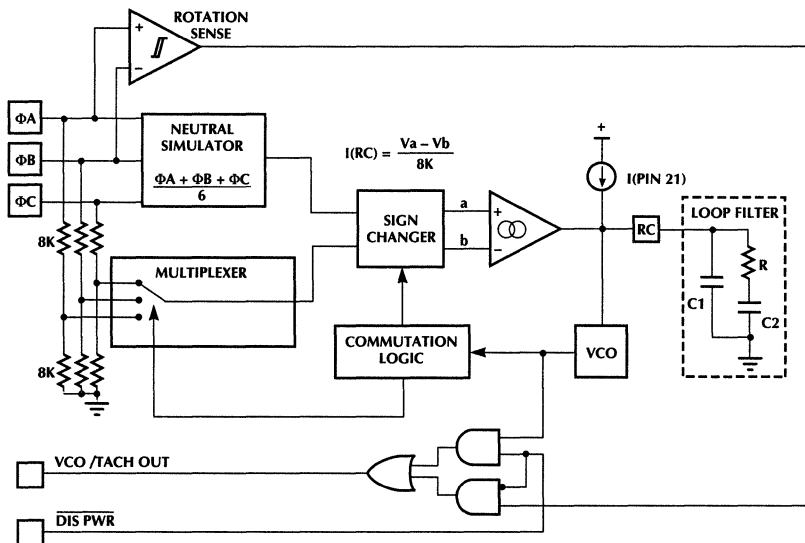 ROTATION
SENSE
+
−
ΦA
ΦB
ΦC
NEUTRAL
SIMULATOR
ΦA + ΦB + ΦC
6
I(RC) = Va − Vb
8K
+
I(PIN 21)
a
b
+
−
SIGN
CHANGER
RC
LOOP FILTER
R
C1
C2
8K
MULTIPLEXER
COMMUTATION
LOGIC
VCO
8K
VCO /TACH OUT
DIS PWR